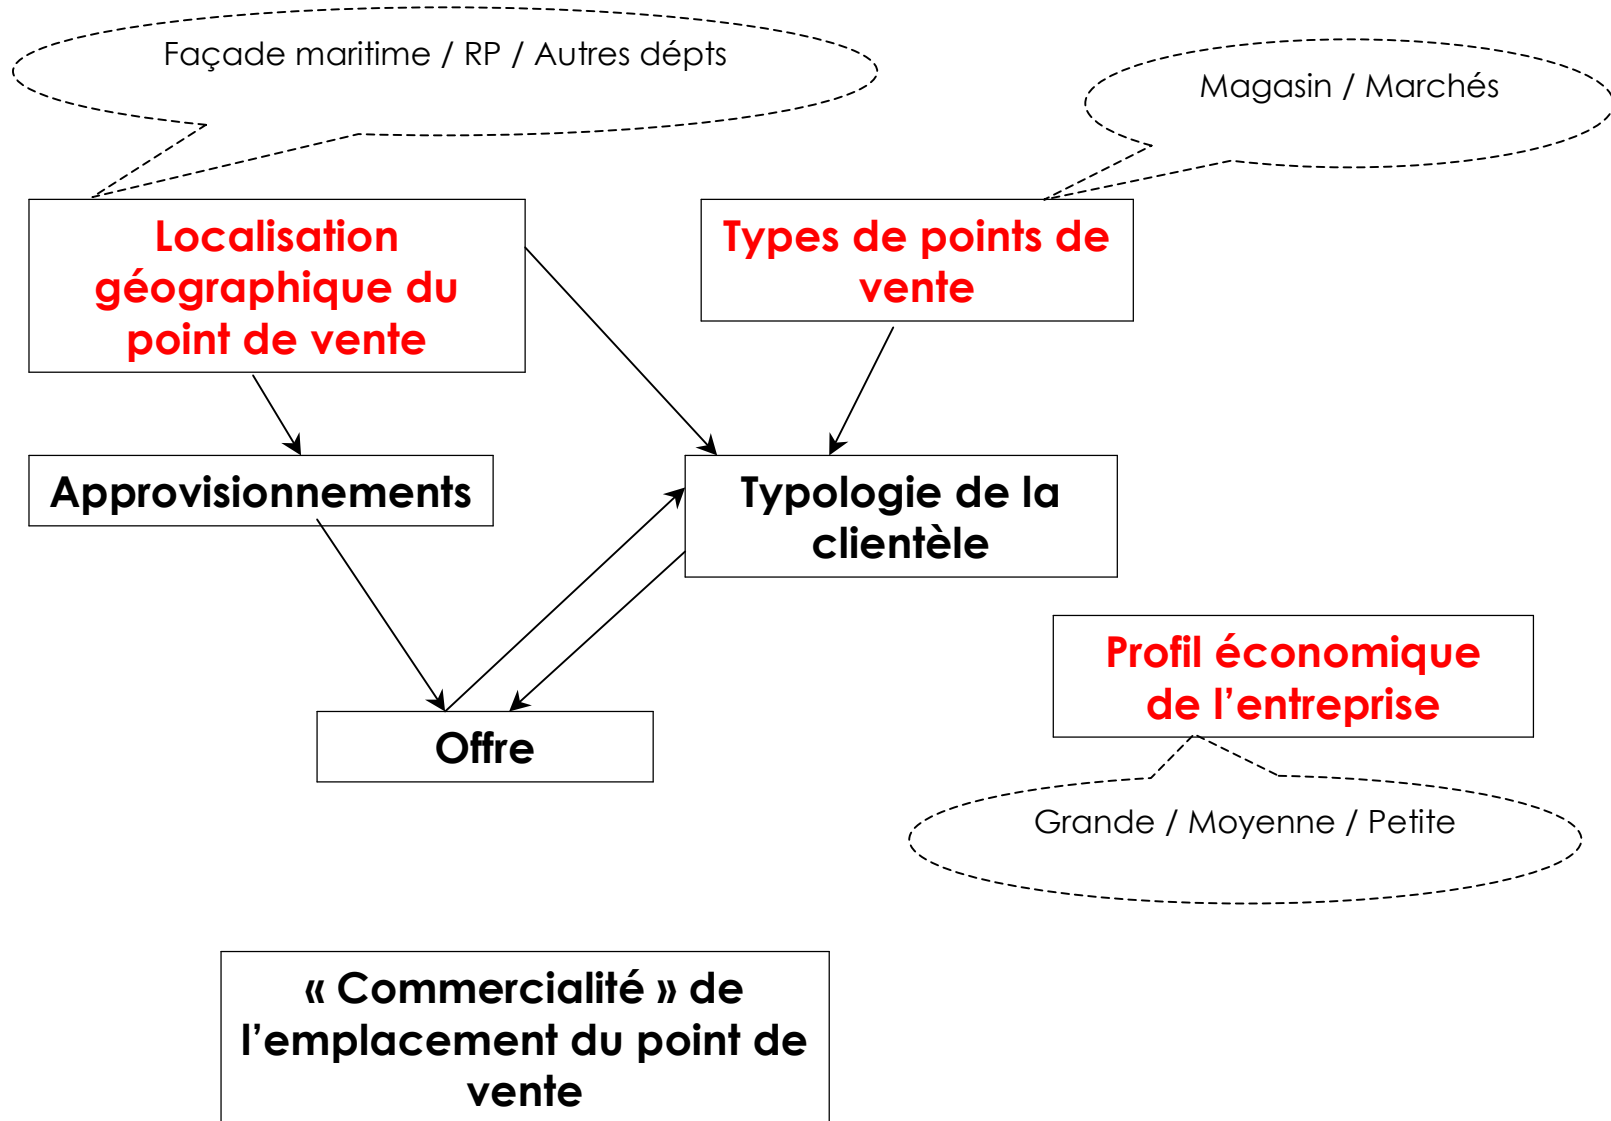 Façade maritime / RP / Autres dépts
Magasin / Marchés
Localisation
géographique du
point de vente
Types de points de
vente
Approvisionnements
Typologie de la
clientèle
Profil économique
de l’entreprise
Offre
Grande / Moyenne / Petite
« Commercialité » de
l’emplacement du point de
vente